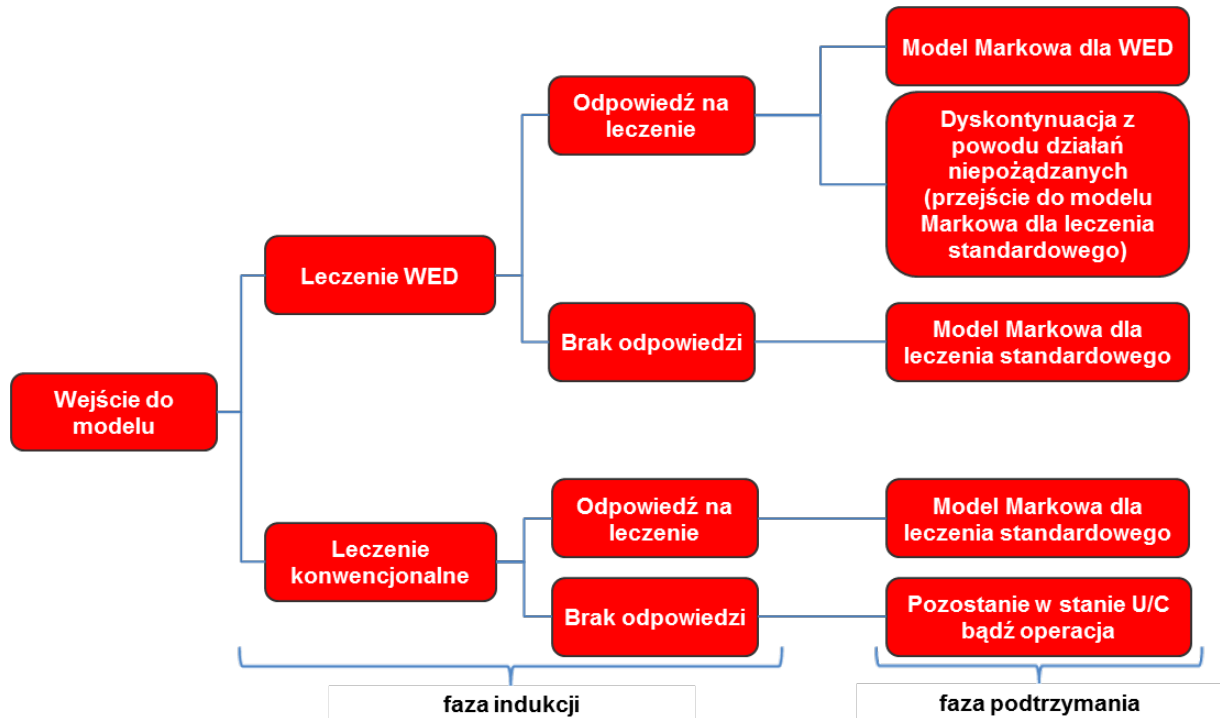 Model Markowa dla WED
Odpowiedź na
leczenie
Dyskontynuacja z
powodu działań
niepożądzanych
(przejście do modelu
Markowa dla leczenia
standardowego)
Leczenie WED
Brak odpowiedzi
Model Markowa dla
leczenia standardowego
Wejście do
modelu
Odpowiedź na
leczenie
Model Markowa dla
leczenia standardowego
Leczenie
konwencjonalne
Brak odpowiedzi
Pozostanie w stanie U/C
bądź operacja
faza indukcji
faza podtrzymania